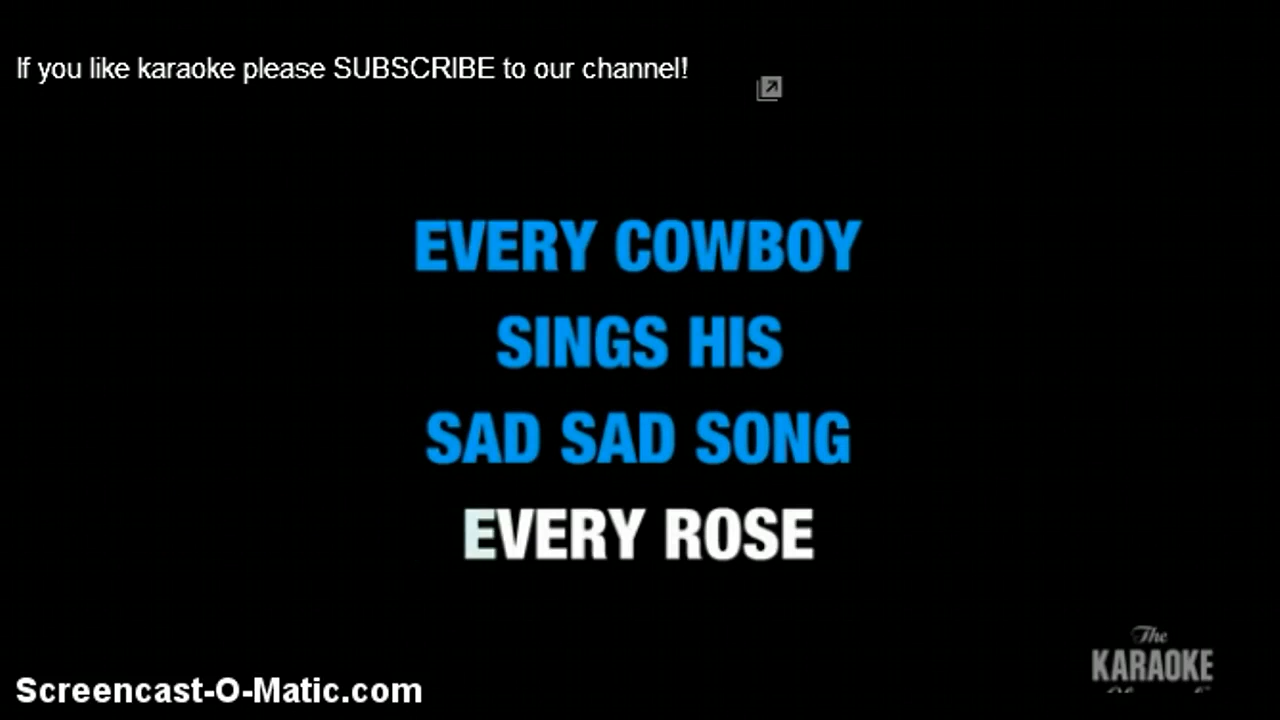 If you like karaoke please SUBSCRIBE to our channel!
EVERY COWBOY
SINGS HIS
SAD SAD SONG
EVERY ROSE
The
KARAOKE
Screencast-O-Matic.com